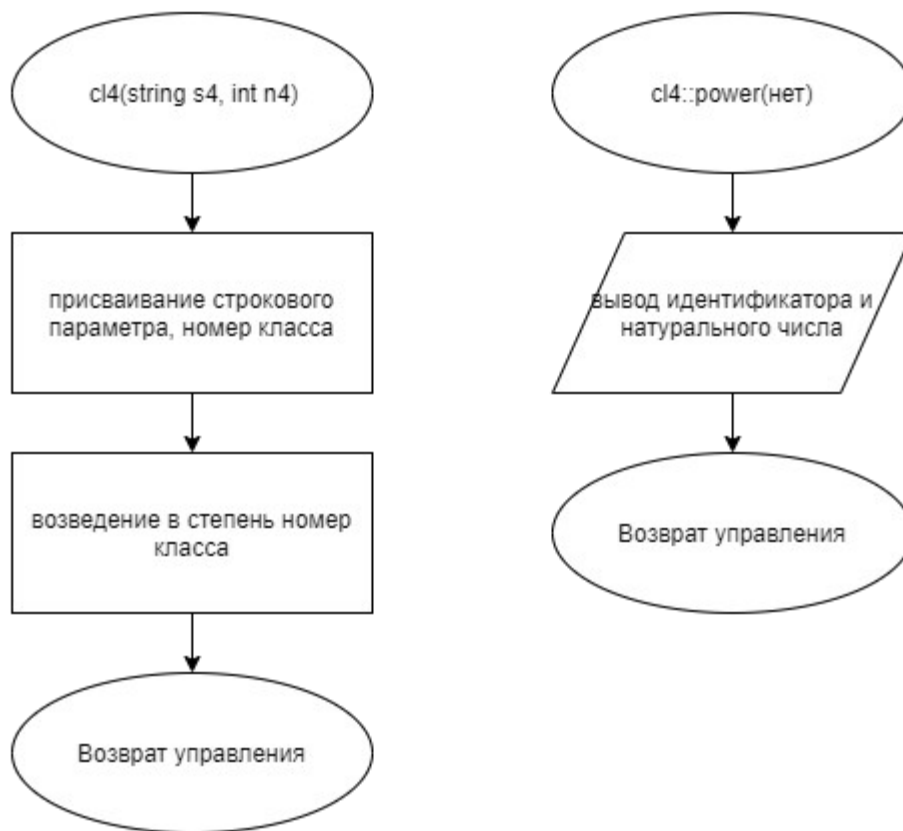 cl4(string s4, int n4)
присваивание строкового
параметра, номер класса
возведение в степень номер
класса
Возврат управления
cl4::power(нет)
вывод идентификатора и
натурального числа
Возврат управления